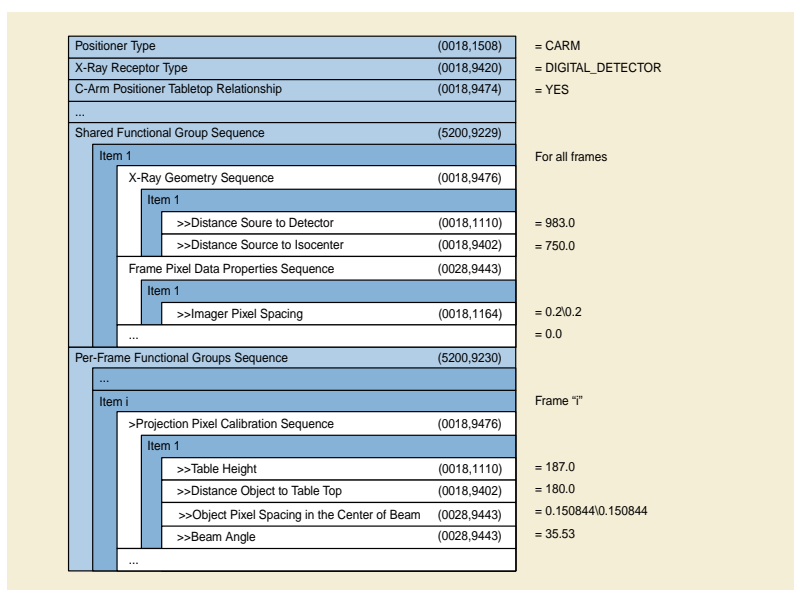 Positioner Type (0018,1508) = CARM
X-Ray Receptor Type (0018,9420) = DIGITAL_DETECTOR
C-Arm Positioner Tabletop Relationship (0018,9474) = YES
...
Shared Functional Group Sequence (5200,9229)
Item 1 For all frames
X-Ray Geometry Sequence (0018,9476)
Item 1
>>Distance Soure to Detector (0018,1110) = 983.0
>>Distance Source to Isocenter (0018,9402) = 750.0
Frame Pixel Data Properties Sequence (0028,9443)
Item 1
>>Imager Pixel Spacing (0018,1164) = 0.2\0.2
... = 0.0
Per-Frame Functional Groups Sequence (5200,9230)
...
Item i Frame “i”
>Projection Pixel Calibration Sequence (0018,9476)
Item 1
>>Table Height (0018,1110) = 187.0
>>Distance Object to Table Top (0018,9402) = 180.0
>>Object Pixel Spacing in the Center of Beam (0028,9443) = 0.150844\0.150844
>>Beam Angle (0028,9443) = 35.53
...